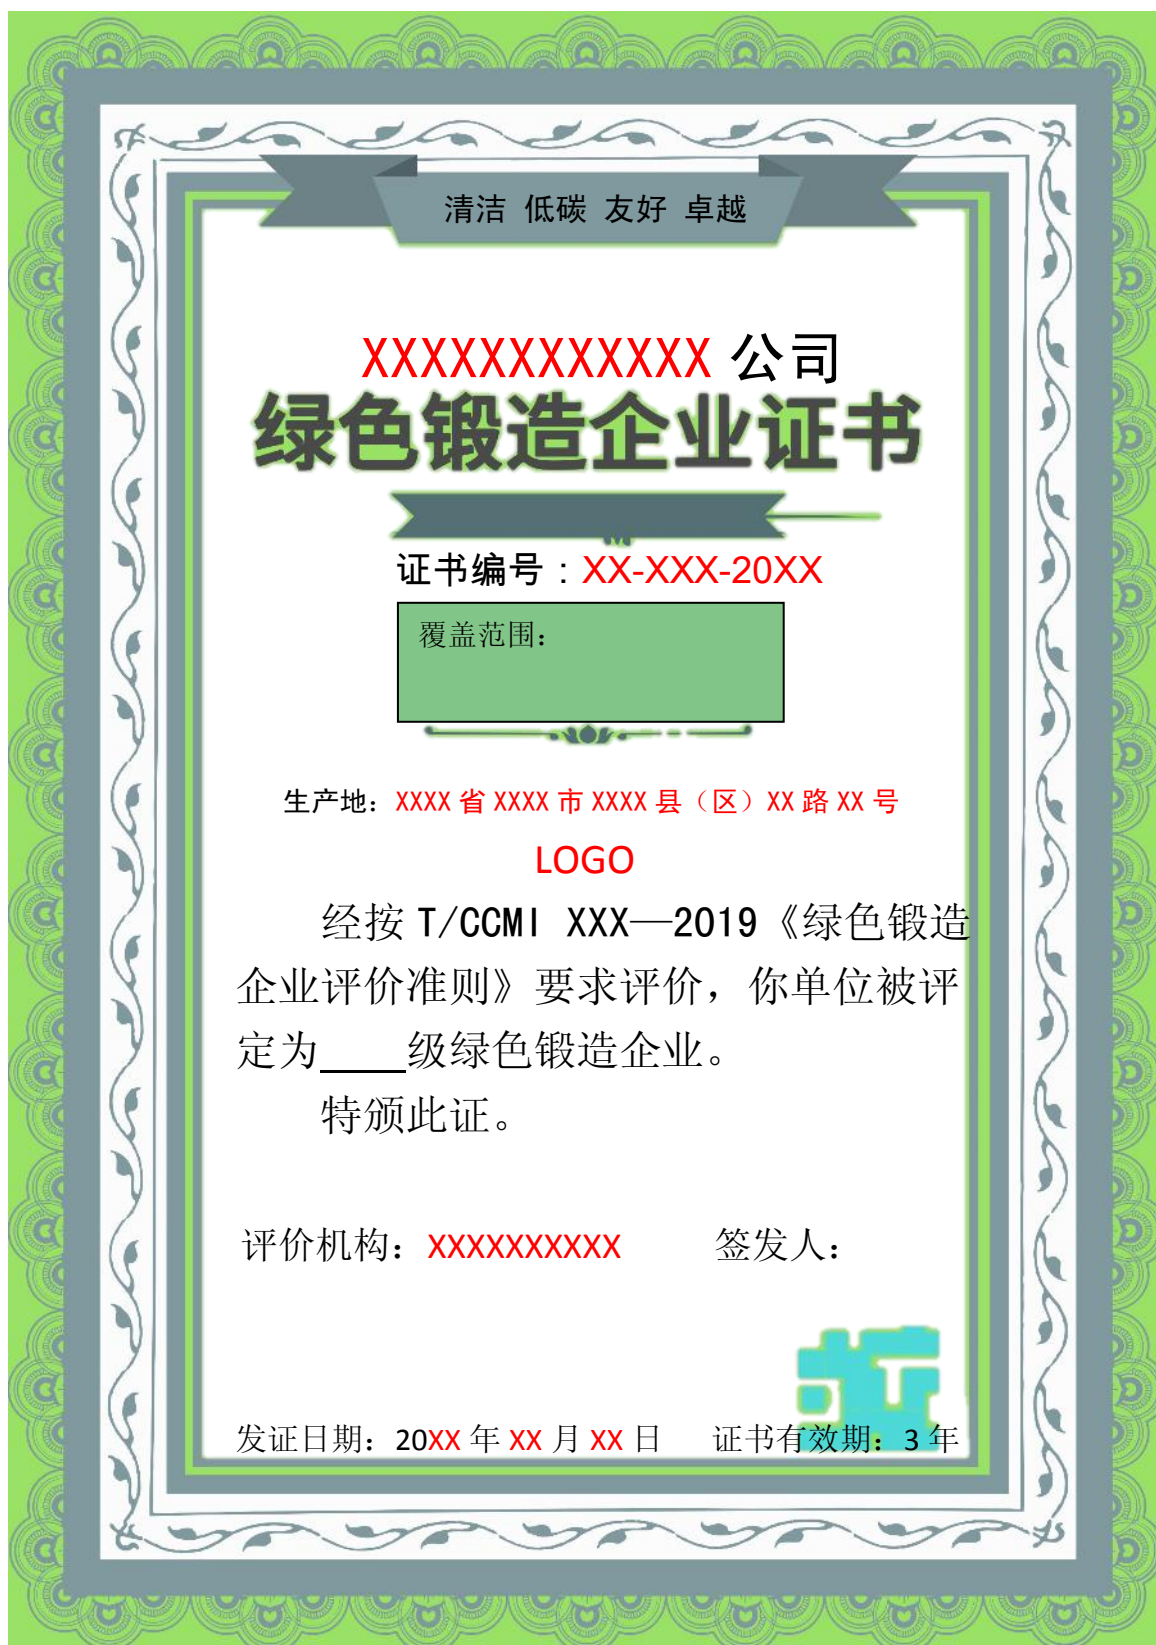 清洁 低碳 友好 卓越
XXXXXXXXXXXX 公司
绿色锻造企业证书
证书编号：XX-XXX-20XX
覆盖范围：
生产地：XXXX 省 XXXX 市 XXXX 县（区）XX 路 XX 号
LOGO
经按 T/CCMI XXX—2019《绿色锻造
企业评价准则》要求评价，你单位被评
定为____级绿色锻造企业。
特颁此证。
评价机构：XXXXXXXXXX 签发人：
发证日期：20XX 年 XX 月 XX 日 证书有效期：3 年